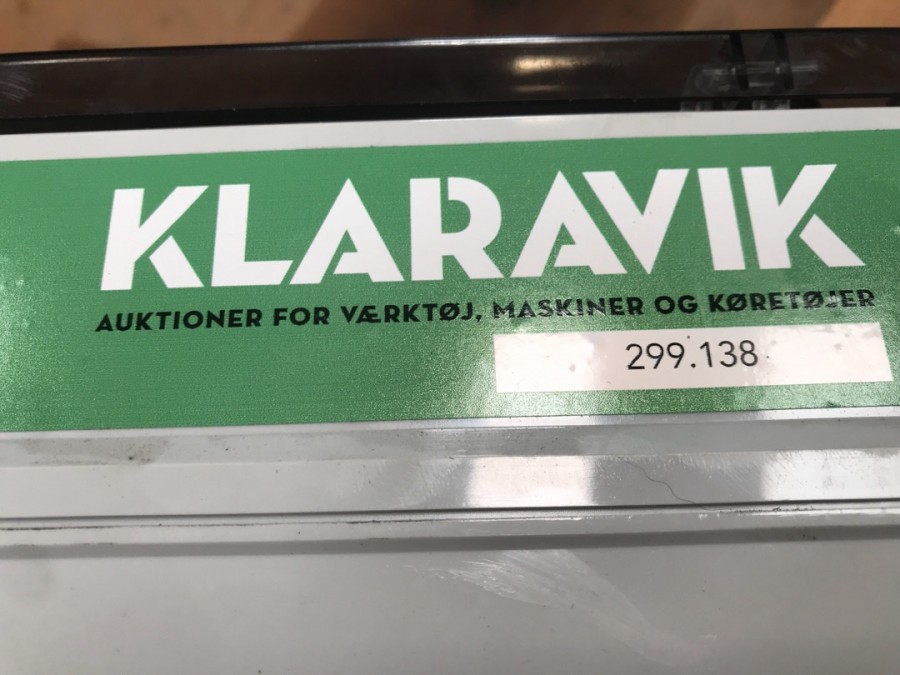 KLARAVIK
AUKTIONER FOR VÆRKTØJ, MASKINER OG KØRETØJER
299.138